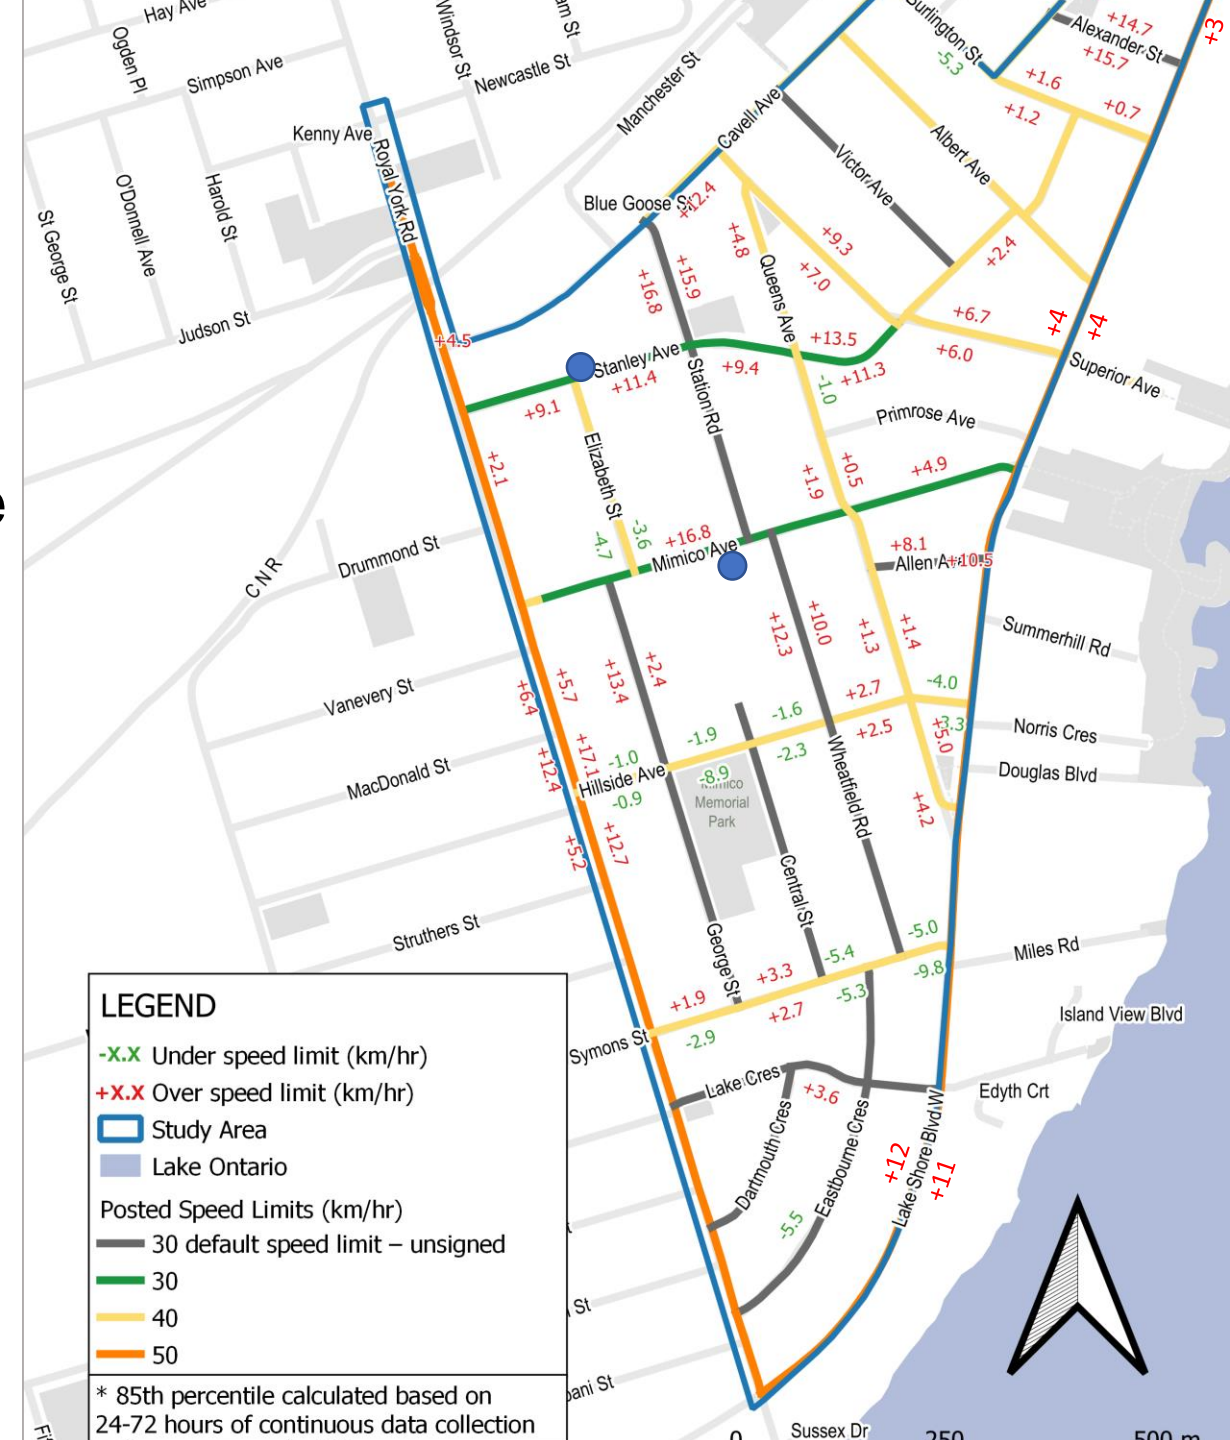 Hay Ave
Ogden Pl
Simpson Ave
Windsor St
Newcastle St
Manchester St
Kenny Ave
Royal York Rd
O'Donnell Ave
Harold St
St George St
Judson St
Blue Goose St
Cavell Ave
Victor Ave
Albert Ave
Burlington St
Alexander St
-5.3
+14.7
+15.7
+3
+1.6
+1.2
+0.7
+12.4
+4.8
+9.3
+7.0
+2.4
Queens Ave
+16.8
+15.9
+6.7
+6.0
+4
+4
Superior Ave
+4.5
Stanley Ave
+11.4
+9.1
+9.4
+13.5
+11.3
-1.0
Station Rd
Primrose Ave
+2.1
Elizabeth St
+1.9
+0.5
+4.9
-4.7
-3.6
+16.8
Mimico Ave
Drummond St
C N R
+8.1
+10.5
Summerhill Rd
+12.3
+10.0
+1.3
+1.4
Vanevery St
+6.4
+5.7
+13.4
+2.4
-4.0
-3.3
+2.7
+2.5
+5.0
Norris Cres
-1.9
-1.6
-2.3
-8.9
MacDonald St
+12.4
+17.1
-1.0
-0.9
Hillside Ave
Mimico
Memorial
Park
Wheatfield Rd
Douglas Blvd
+4.2
+5.2
+12.7
Central St
Struthers St
George St
-5.4
-5.0
-5.3
-9.8
Miles Rd
+1.9
+3.3
+2.7
-2.9
Symons St
Island View Blvd
Lake Cres
+3.6
Edyth Crt
Dartmouth Cres
Eastbourne Cres
-5.5
+12
+11
Lake Shore Blvd W
LEGEND
-X.X Under speed limit (km/hr)
+X.X Over speed limit (km/hr)
Study Area
Lake Ontario
Posted Speed Limits (km/hr)
30 default speed limit – unsigned
30
40
50
* 85th percentile calculated based on
24-72 hours of continuous data collection
Sussex Dr
0 250 500 m